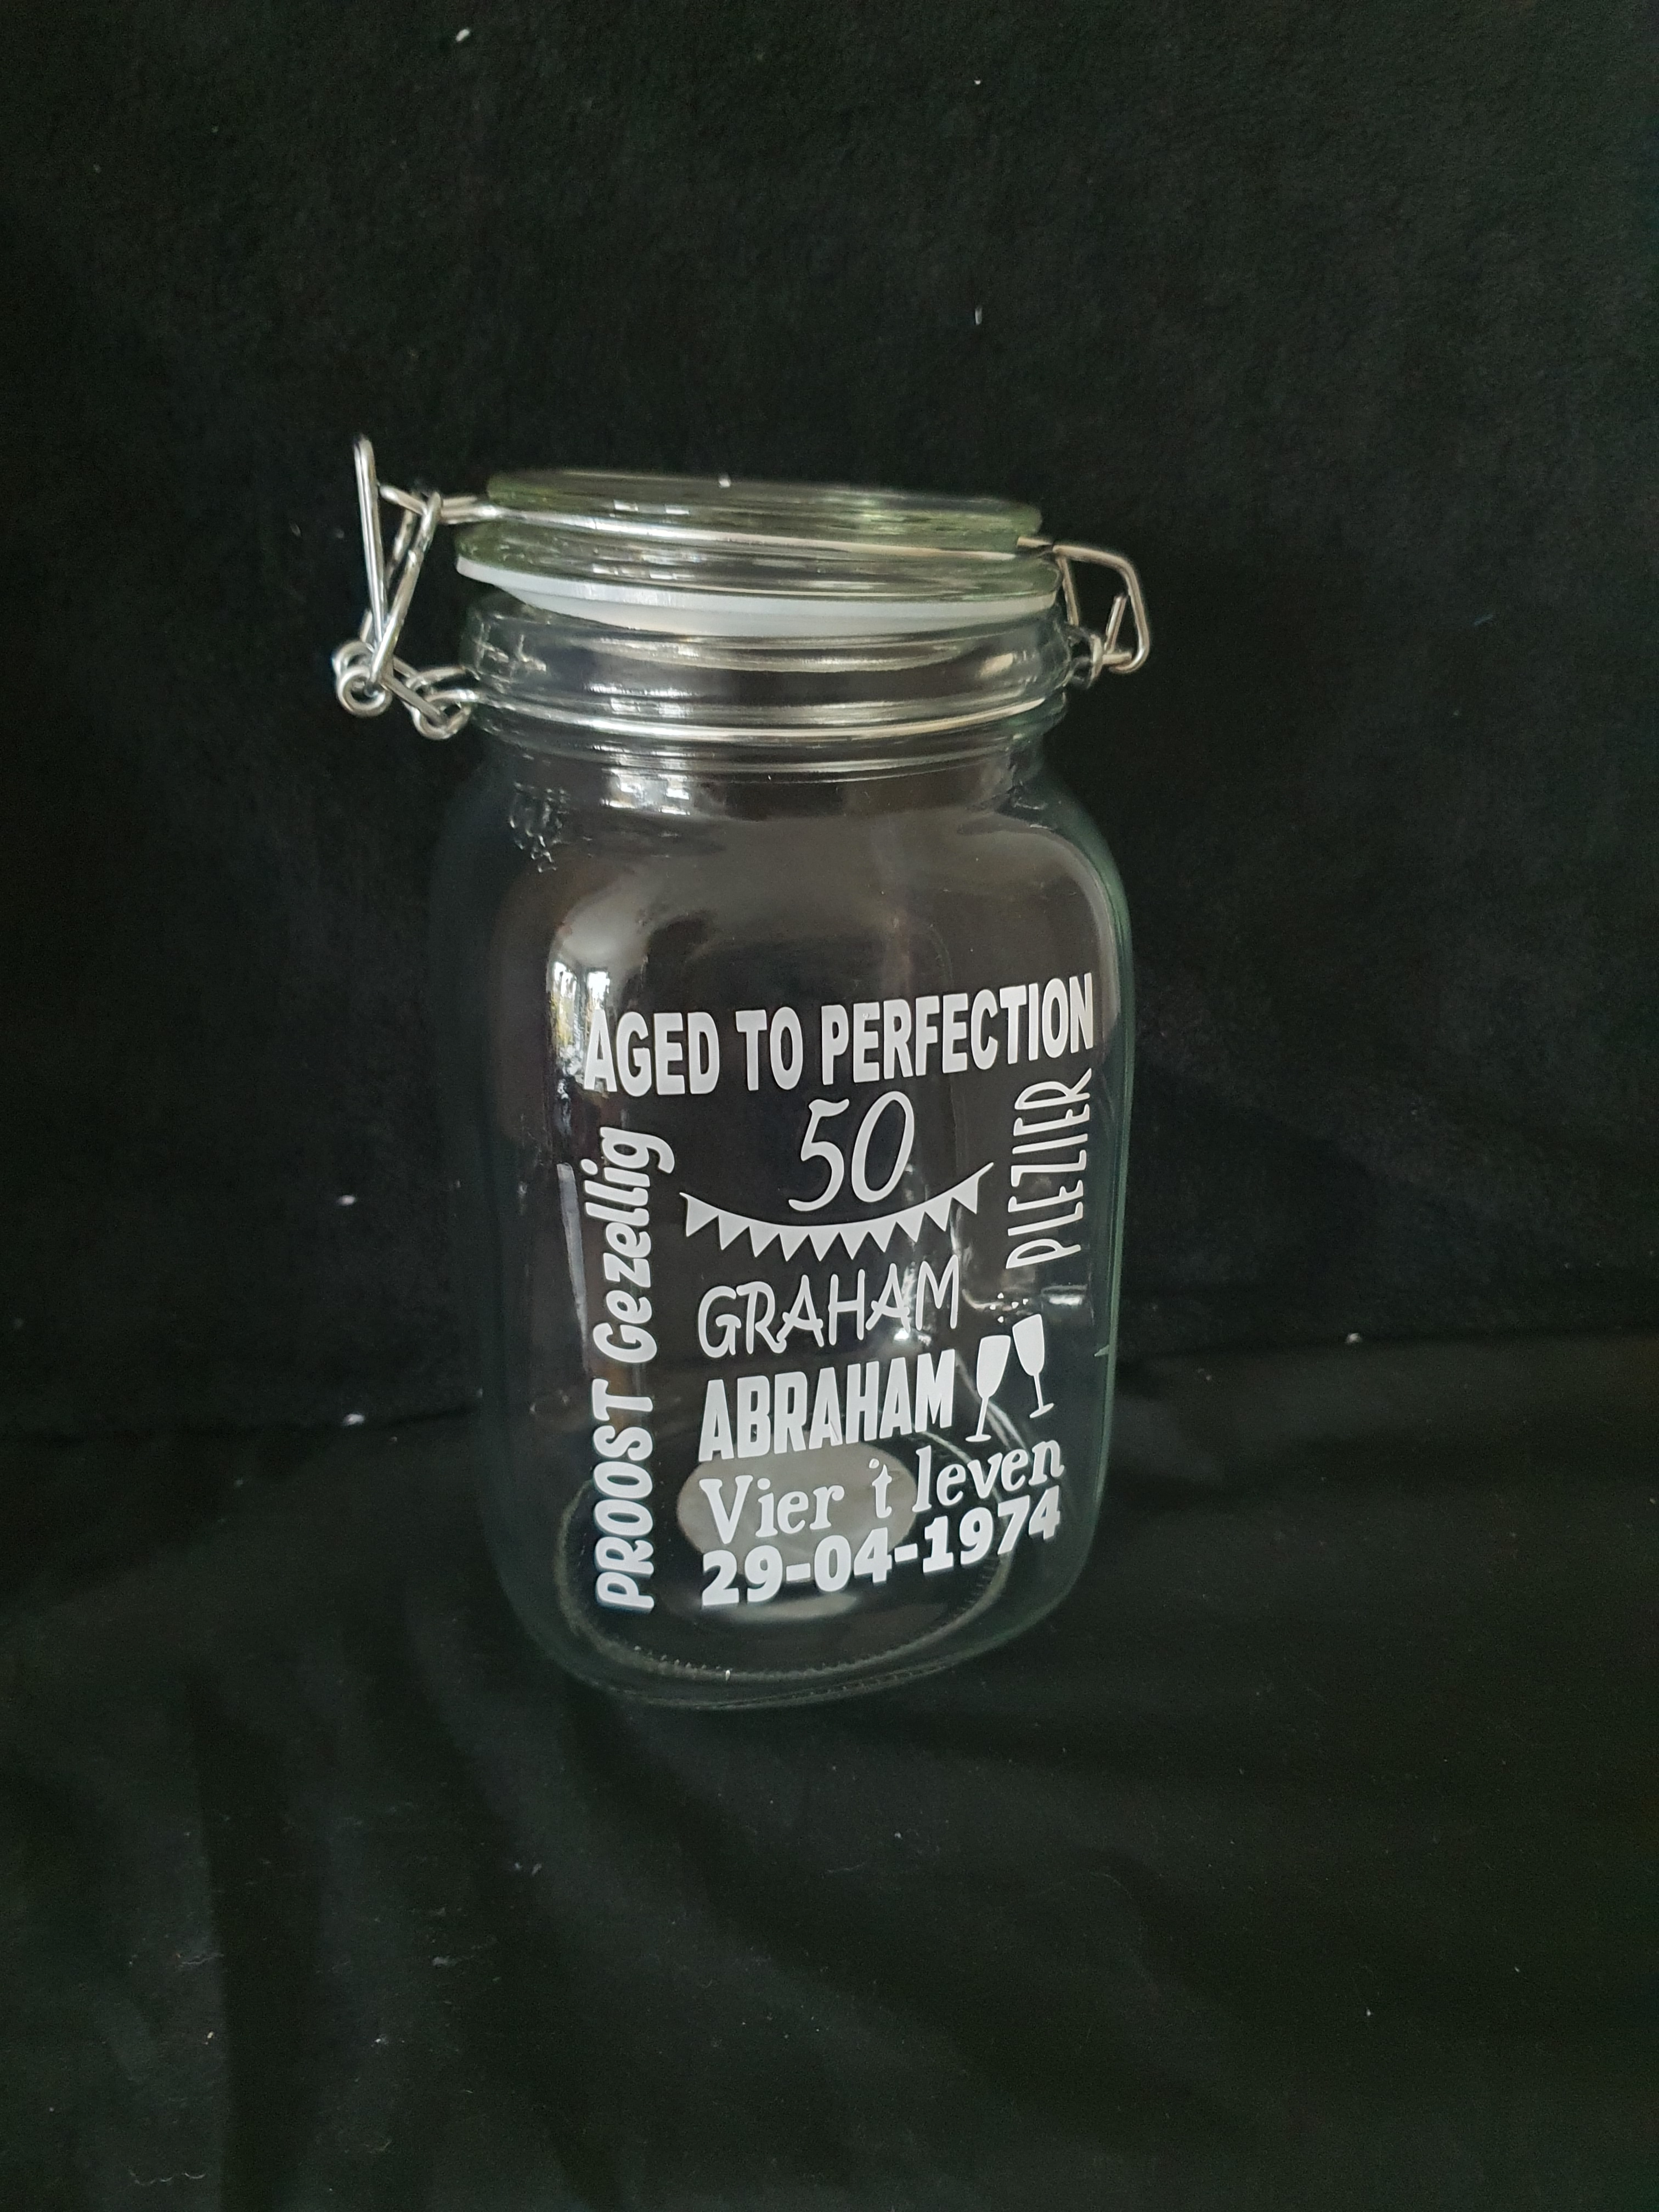 AGED TO PERFECTION
50
PLEZIER
PROOST Gezellig
GRAHAM
ABRAHAM
Vier 't leven
29-04-1974